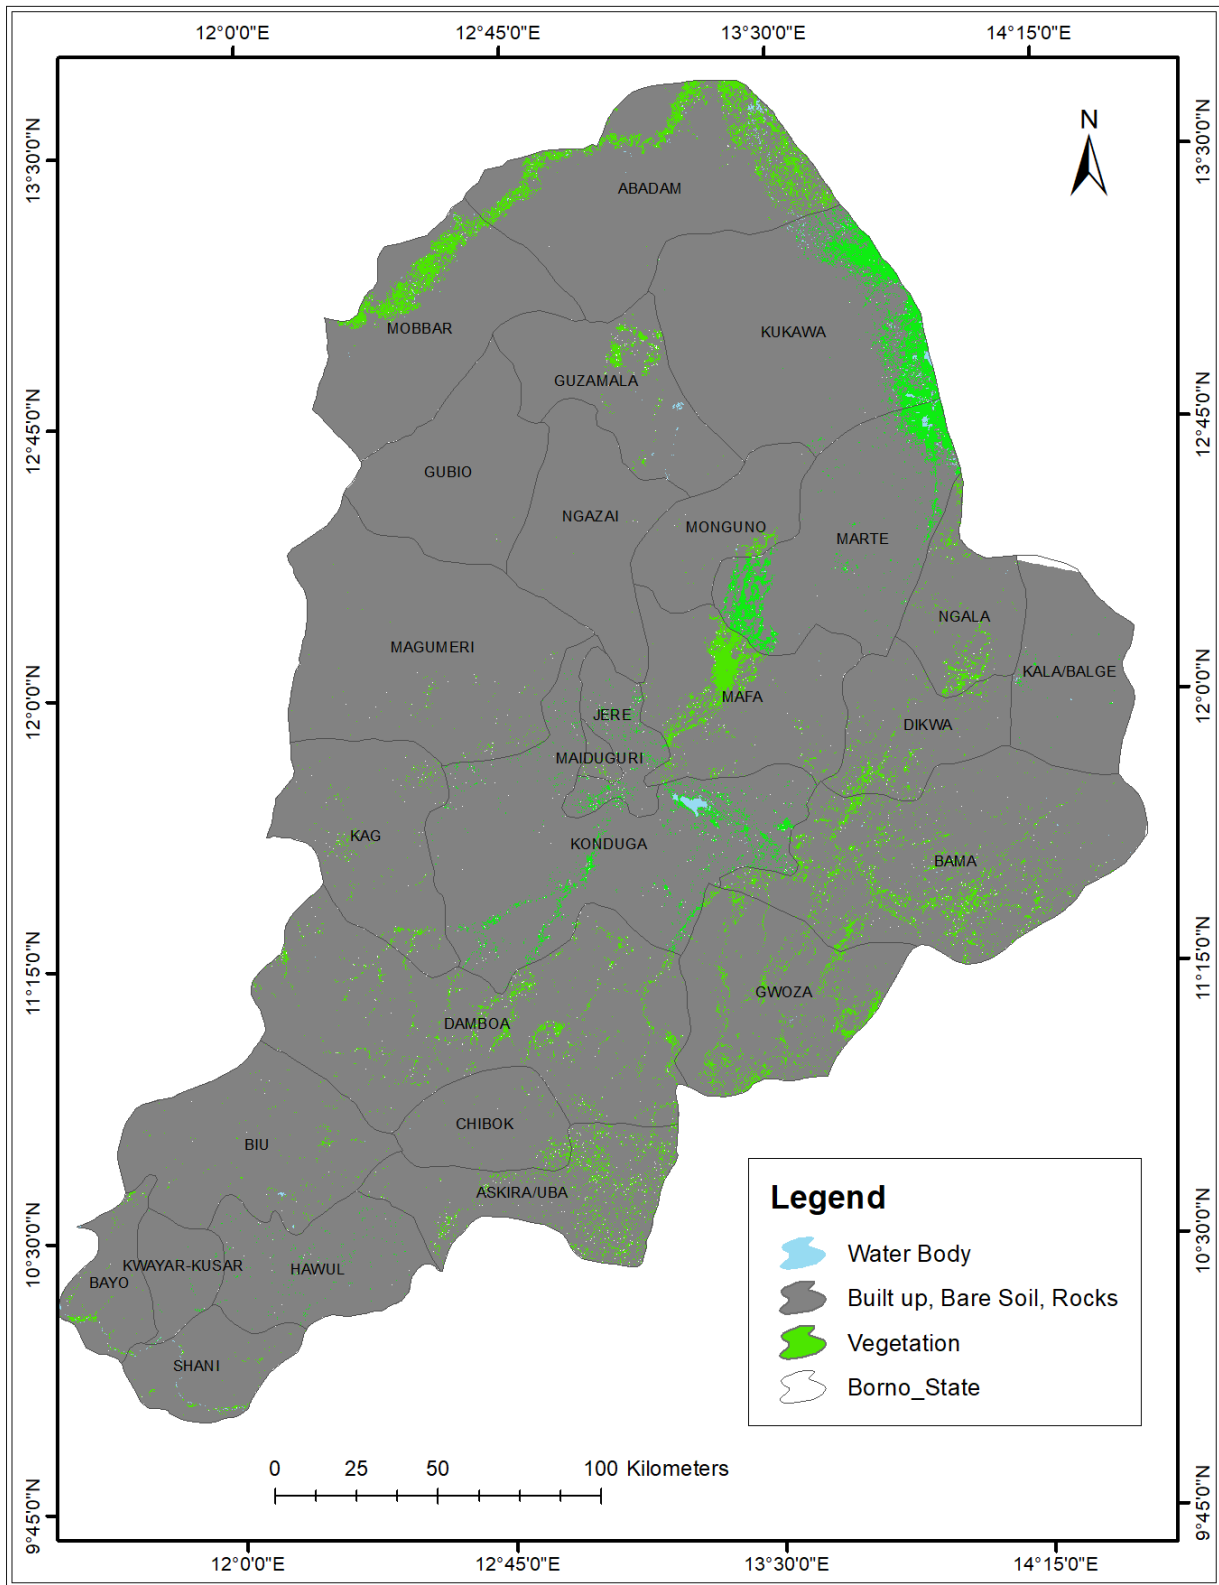 12°0'0"E 12°45'0"E 13°30'0"E 14°15'0"E
N
13°30'0"N
13°30'0"N
ABADAM
MOBBAR
KUKAWA
GUZAMALA
12°45'0"N
12°45'0"N
GUBIO
NGAZAI
MONGUNO
MARTE
NGALA
MAGUMERI
KALA/BALGE
12°0'0"N
12°0'0"N
MAFA
JERE
DIKWA
MAIDUGURI
KAG
KONDUGA
BAMA
11°15'0"N
11°15'0"N
GWOZA
DAMBOA
CHIBOK
BIU
ASKIRA/UBA
10°30'0"N
10°30'0"N
KWAYAR-KUSAR
HAWUL
BAYO
SHANI
Legend
Water Body
Built up, Bare Soil, Rocks
Vegetation
Borno_State
0 25 50 100 Kilometers
9°45'0"N
9°45'0"N
12°0'0"E 12°45'0"E 13°30'0"E 14°15'0"E